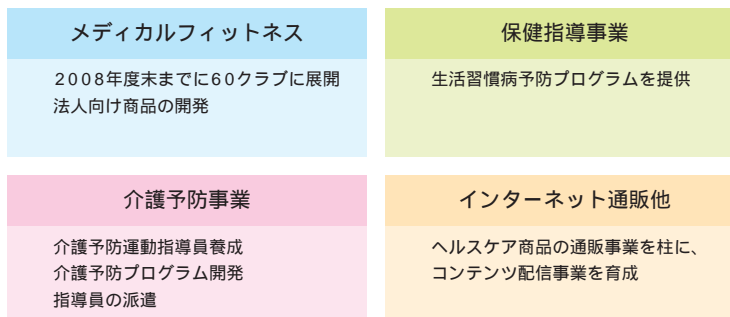 メディカルフィットネス
2008年度末までに60クラブに展開
法人向け商品の開発
保健指導事業
生活習慣病予防プログラムを提供
介護予防事業
介護予防運動指導員養成
介護予防プログラム開発
指導員の派遣
インターネット通販他
ヘルスケア商品の通販事業を柱に、
コンテンツ配信事業を育成